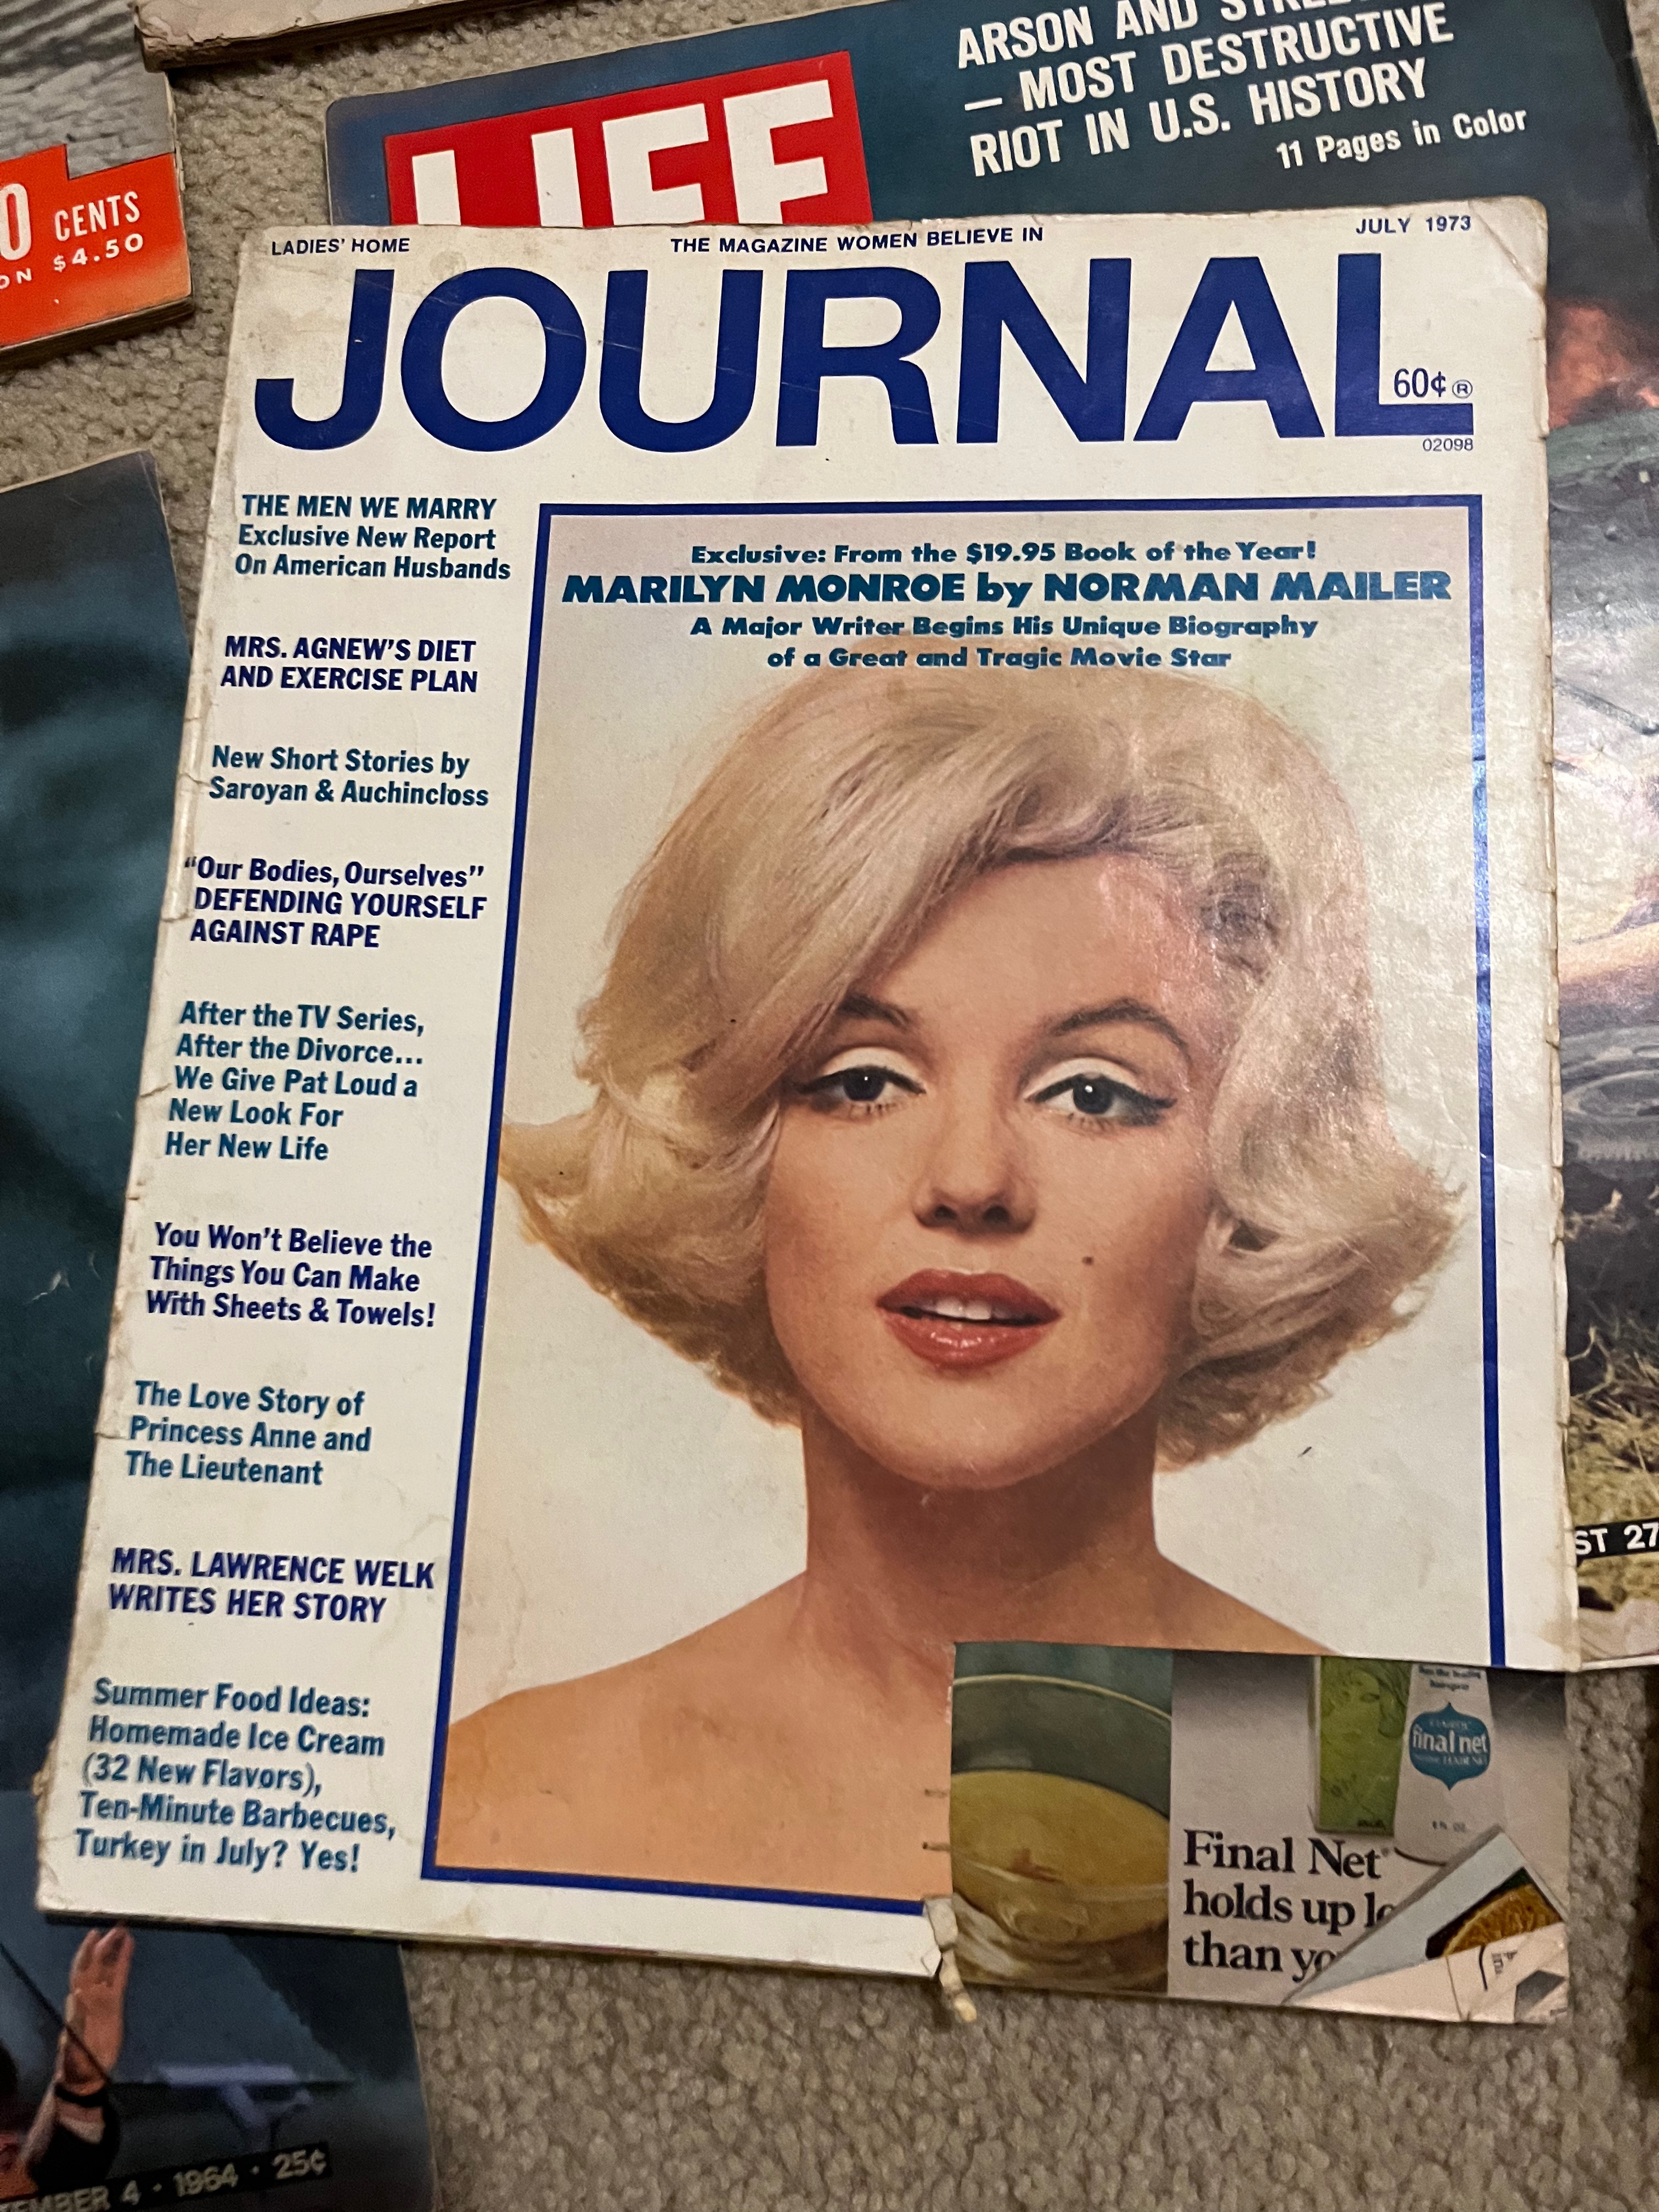 ARSON AND
— MOST DESTRUCTIVE
RIOT IN U.S. HISTORY
11 Pages in Color
LIFE
CENTS
$4.50
LADIES' HOME
THE MAGAZINE WOMEN BELIEVE IN
JULY 1973
JOURNAL
60¢ ®
02098
THE MEN WE MARRY
Exclusive New Report
On American Husbands
MRS. AGNEW'S DIET
AND EXERCISE PLAN
New Short Stories by
Saroyan & Auchincloss
"Our Bodies, Ourselves"
DEFENDING YOURSELF
AGAINST RAPE
After the TV Series,
After the Divorce...
We Give Pat Loud a
New Look For
Her New Life
You Won't Believe the
Things You Can Make
With Sheets & Towels!
The Love Story of
Princess Anne and
The Lieutenant
MRS. LAWRENCE WELK
WRITES HER STORY
Summer Food Ideas:
Homemade Ice Cream
(32 New Flavors),
Ten-Minute Barbecues,
Turkey in July? Yes!
Exclusive: From the $19.95 Book of the Year!
MARILYN MONROE by NORMAN MAILER
A Major Writer Begins His Unique Biography
of a Great and Tragic Movie Star
final net
Final Net
holds up
than
27
4 · 1964 · 25¢